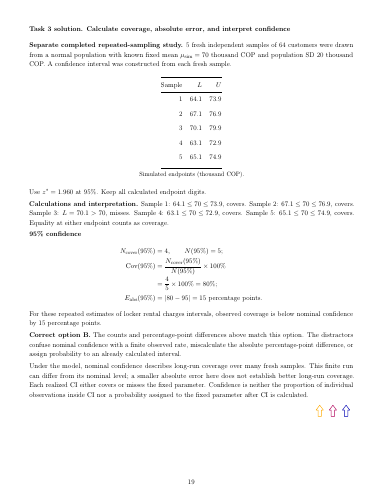 Task 3 solution. Calculate coverage, absolute error, and interpret confidence
Separate completed repeated-sampling study. 5 fresh independent samples of 64 customers were drawn
from a normal population with known fixed mean μ = 70 thousand COP and population SD 20 thousand
COP. A confidence interval was constructed from each fresh sample.
Sample L U
1 64.1 73.9
2 67.1 76.9
3 70.1 79.9
4 63.1 72.9
5 65.1 74.9
Simulated endpoints (thousand COP).
Use z* = 1.960 at 95%. Keep all calculated endpoint digits.
Calculations and interpretation. Sample 1: 64.1 ≤ 70 ≤ 73.9, covers. Sample 2: 67.1 ≤ 70 ≤ 76.9, covers.
Sample 3: L = 70.1 > 70, misses. Sample 4: 63.1 ≤ 70 ≤ 72.9, covers. Sample 5: 65.1 ≤ 70 ≤ 74.9, covers.
Equality at either endpoint counts as coverage.
95% confidence
N_cover(95%) = 4, N(95%) = 5;
Cov(95%) = N_cover(95%) / N(95%) × 100%
= 4/5 × 100% = 80%;
E_abs(95%) = |80 − 95| = 15 percentage points.
For these repeated estimates of locker rental charges intervals, observed coverage is below nominal confidence
by 15 percentage points.
Correct option B. The counts and percentage-point differences above match this option. The distractors
confuse nominal confidence with a finite observed rate, miscalculate the absolute percentage-point difference, or
assign probability to an already calculated interval.
Under the model, nominal confidence describes long-run coverage over many fresh samples. This finite run
can differ from its nominal level; a smaller absolute error here does not establish better long-run coverage.
Each realized CI either covers or misses the fixed parameter. Confidence is neither the proportion of individual
observations inside CI nor a probability assigned to the fixed parameter after CI is calculated.
19